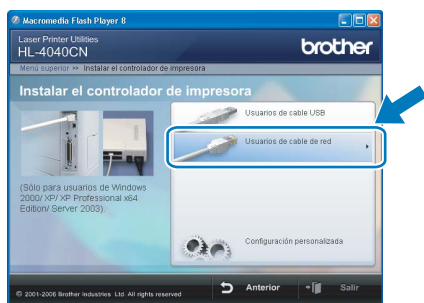 Macromedia Flash Player 8
Laser Printer Utilities
HL-4040CN
brother
Menú superior >> Instalar el controlador de impresora
Instalar el controlador de impresora
Usuarios de cable USB
Usuarios de cable de red
(Sólo para usuarios de Windows
2000/ XP/ XP Professional x64
Edition/ Server 2003).
Configuración personalizada
© 2001-2006 Brother Industries Ltd. All rights reserved
Anterior
Salir